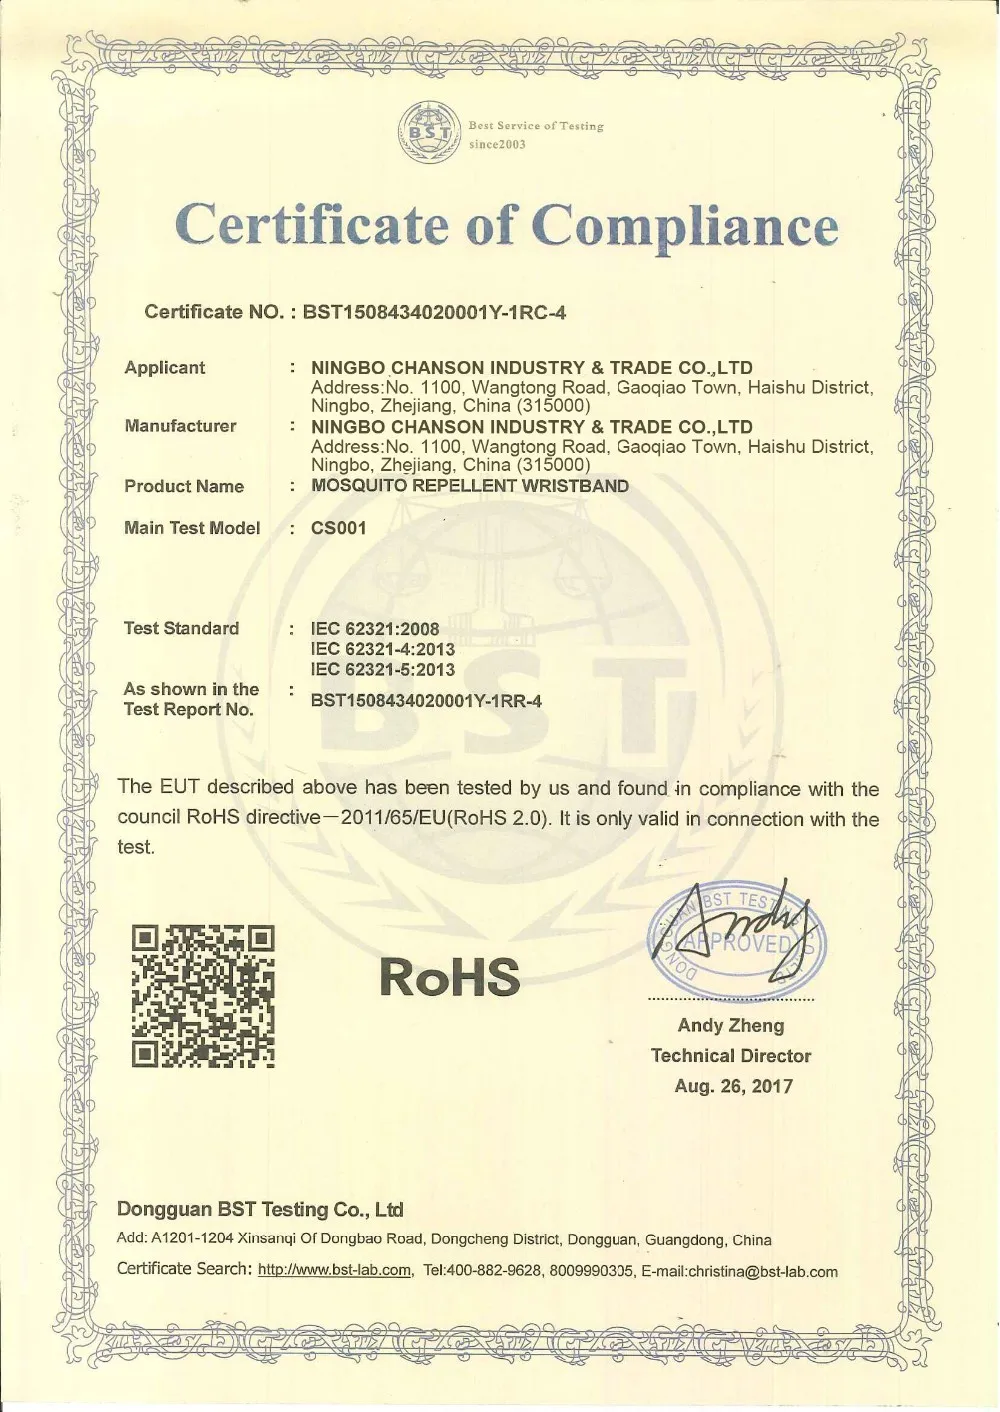 BST
Best Service of Testing
since2003
Certificate of Compliance
Certificate NO. : BST1508434020001Y-1RC-4
Applicant : NINGBO CHANSON INDUSTRY & TRADE CO.,LTD
Address:No. 1100, Wangtong Road, Gaoqiao Town, Haishu District,
Ningbo, Zhejiang, China (315000)
Manufacturer : NINGBO CHANSON INDUSTRY & TRADE CO.,LTD
Address:No. 1100, Wangtong Road, Gaoqiao Town, Haishu District,
Ningbo, Zhejiang, China (315000)
Product Name : MOSQUITO REPELLENT WRISTBAND
Main Test Model : CS001
Test Standard : IEC 62321:2008
IEC 62321-4:2013
IEC 62321-5:2013
As shown in the
Test Report No. : BST1508434020001Y-1RR-4
BST
The EUT described above has been tested by us and found in compliance with the
council RoHS directive—2011/65/EU(RoHS 2.0). It is only valid in connection with the
test.
RoHS
BST TEST
APPROVED
Andy
Andy Zheng
Technical Director
Aug. 26, 2017
Dongguan BST Testing Co., Ltd
Add: A1201-1204 Xinsanqi Of Dongbao Road, Dongcheng District, Dongguan, Guangdong, China
Certificate Search: http://www.bst-lab.com, Tel:400-882-9628, 8009990305, E-mail:christina@bst-lab.com